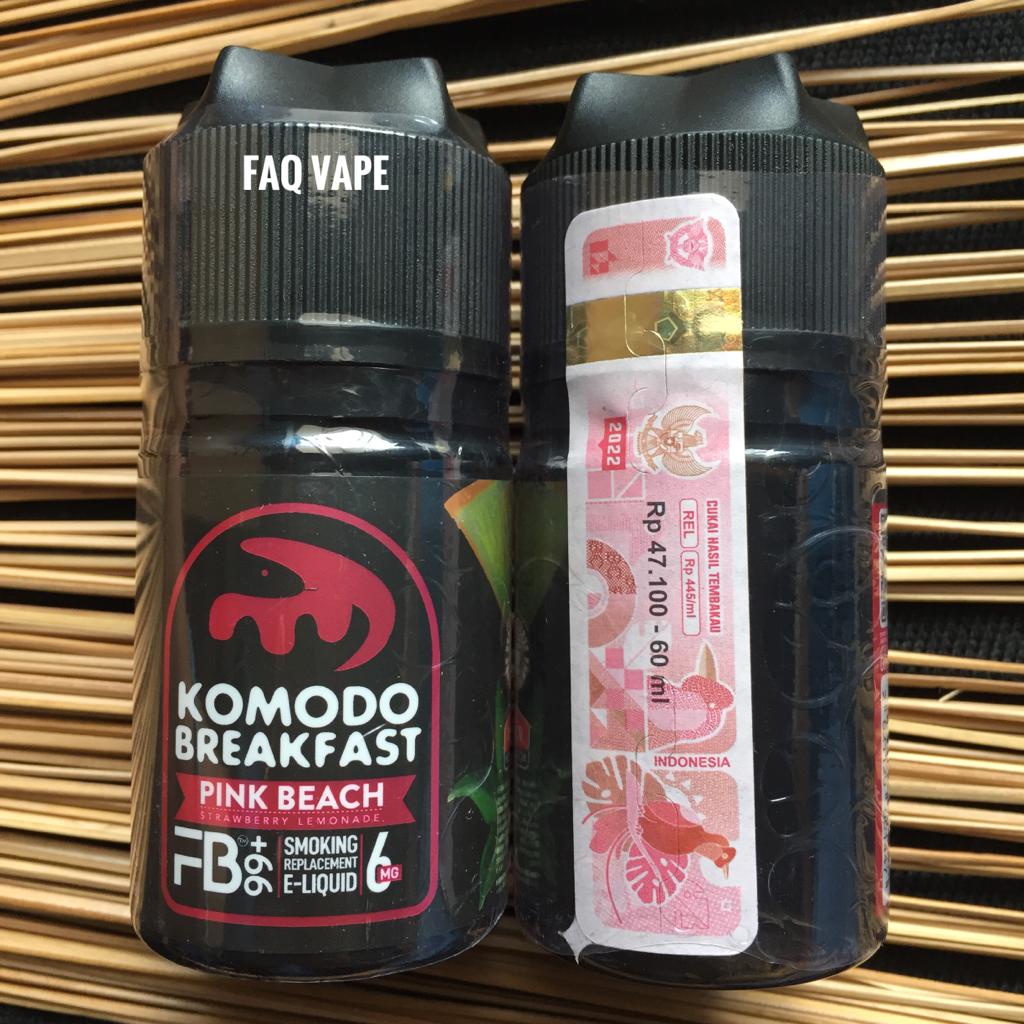 FAQ VAPE
KOMODO
BREAKFAST
PINK BEACH
STRAWBERRY LEMONADE.
FB
99+
SMOKING
REPLACEMENT
E-LIQUID
6
MG
2022
CUKAI HASIL TEMBAKAU
REL
Rp 445/ml
Rp 47.100 - 60 ml
INDONESIA